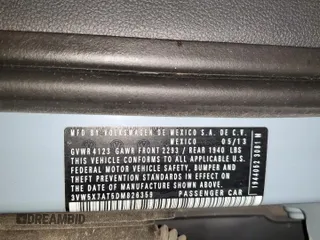 MFD BY VOLKSWAGEN DE MEXICO S.A. DE C.V.
MEXICO 05/13
GVWR 4123 GAWR FRONT 2293 / REAR 1940 LBS
THIS VEHICLE CONFORMS TO ALL APPLICABLE U.S.
FEDERAL MOTOR VEHICLE SAFETY, BUMPER AND
THEFT PREVENTION STANDARDS IN EFFECT ON THE
DATE OF MANUFACTURE SHOWN ABOVE.
3VW5X7AT5DM826360 PASSENGER CAR
DREAMBID